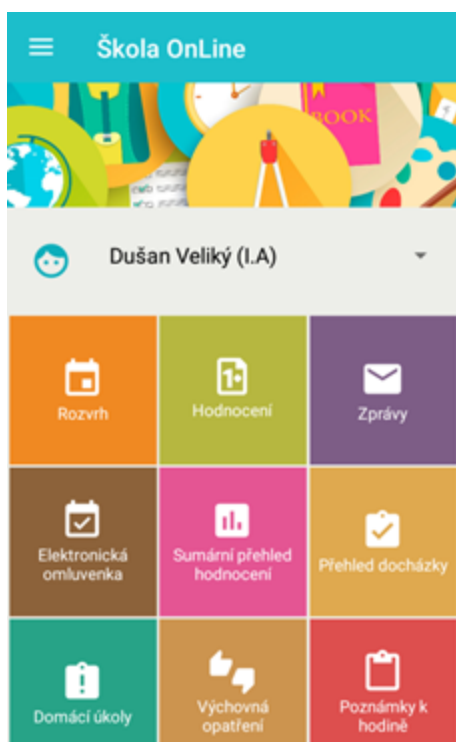 Škola OnLine
BOOK
Dušan Veliký (I.A)
Rozvrh
Hodnocení
Zprávy
Elektronická
omluvenka
Sumární přehled
hodnocení
Přehled docházky
Domácí úkoly
Výchovná
opatření
Poznámky k
hodině